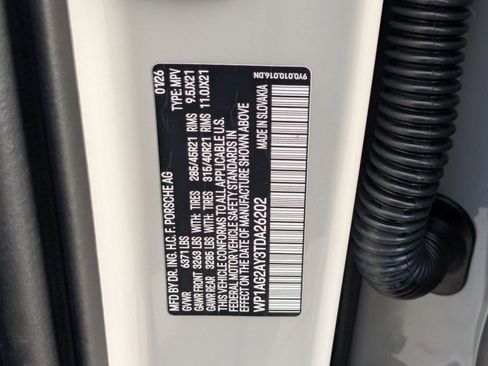 MFD BY DR. ING. H.C. F. PORSCHE AG 01/26
GVWR 6371 LBS TYPE: MPV
GAWR FRONT 3263 LBS WITH: TIRES 285/45R21 RIMS 9.5JX21
GAWR REAR 3286 LBS WITH: TIRES 315/40R21 RIMS 11.0JX21
THIS VEHICLE CONFORMS TO ALL APPLICABLE U.S.
FEDERAL MOTOR VEHICLE SAFETY STANDARDS IN
EFFECT ON THE DATE OF MANUFACTURE SHOWN ABOVE
WP1AG2AY3TDA26202 MADE IN SLOVAKIA
9Y0.010.016.DN